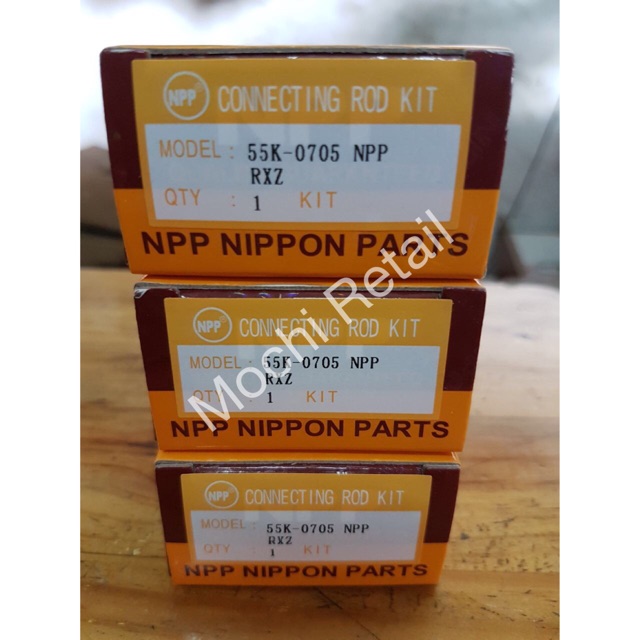 NPP CONNECTING ROD KIT
MODEL : 55K-0705 NPP
RXZ
QTY : 1 KIT
NPP NIPPON PARTS
NPP CONNECTING ROD KIT
MODEL : 55K-0705 NPP
RXZ
QTY 1 KIT
NPP NIPPON PARTS
NPP CONNECTING ROD KIT
MODEL : 55K-0705 NPP
RXZ
QTY 1 KIT
NPP NIPPON PARTS
Mochi Retail